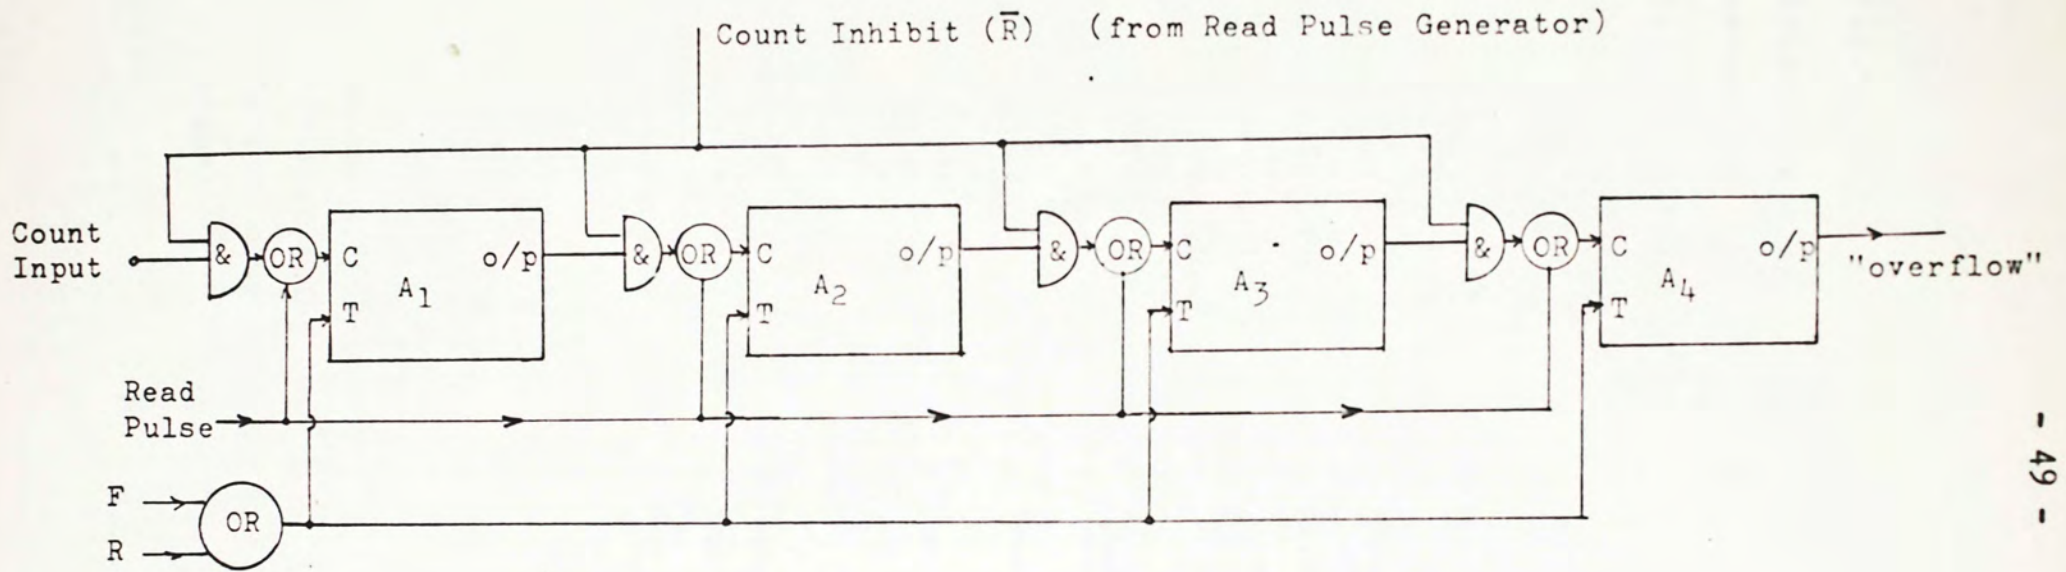 Count Inhibit (R̅) (from Read Pulse Generator)
Count
Input
&
OR
C
T
A1
o/p
&
OR
C
T
A2
o/p
&
OR
C
T
A3
o/p
&
OR
C
T
A4
o/p
"overflow"
Read
Pulse
F
R
OR
- 49 -